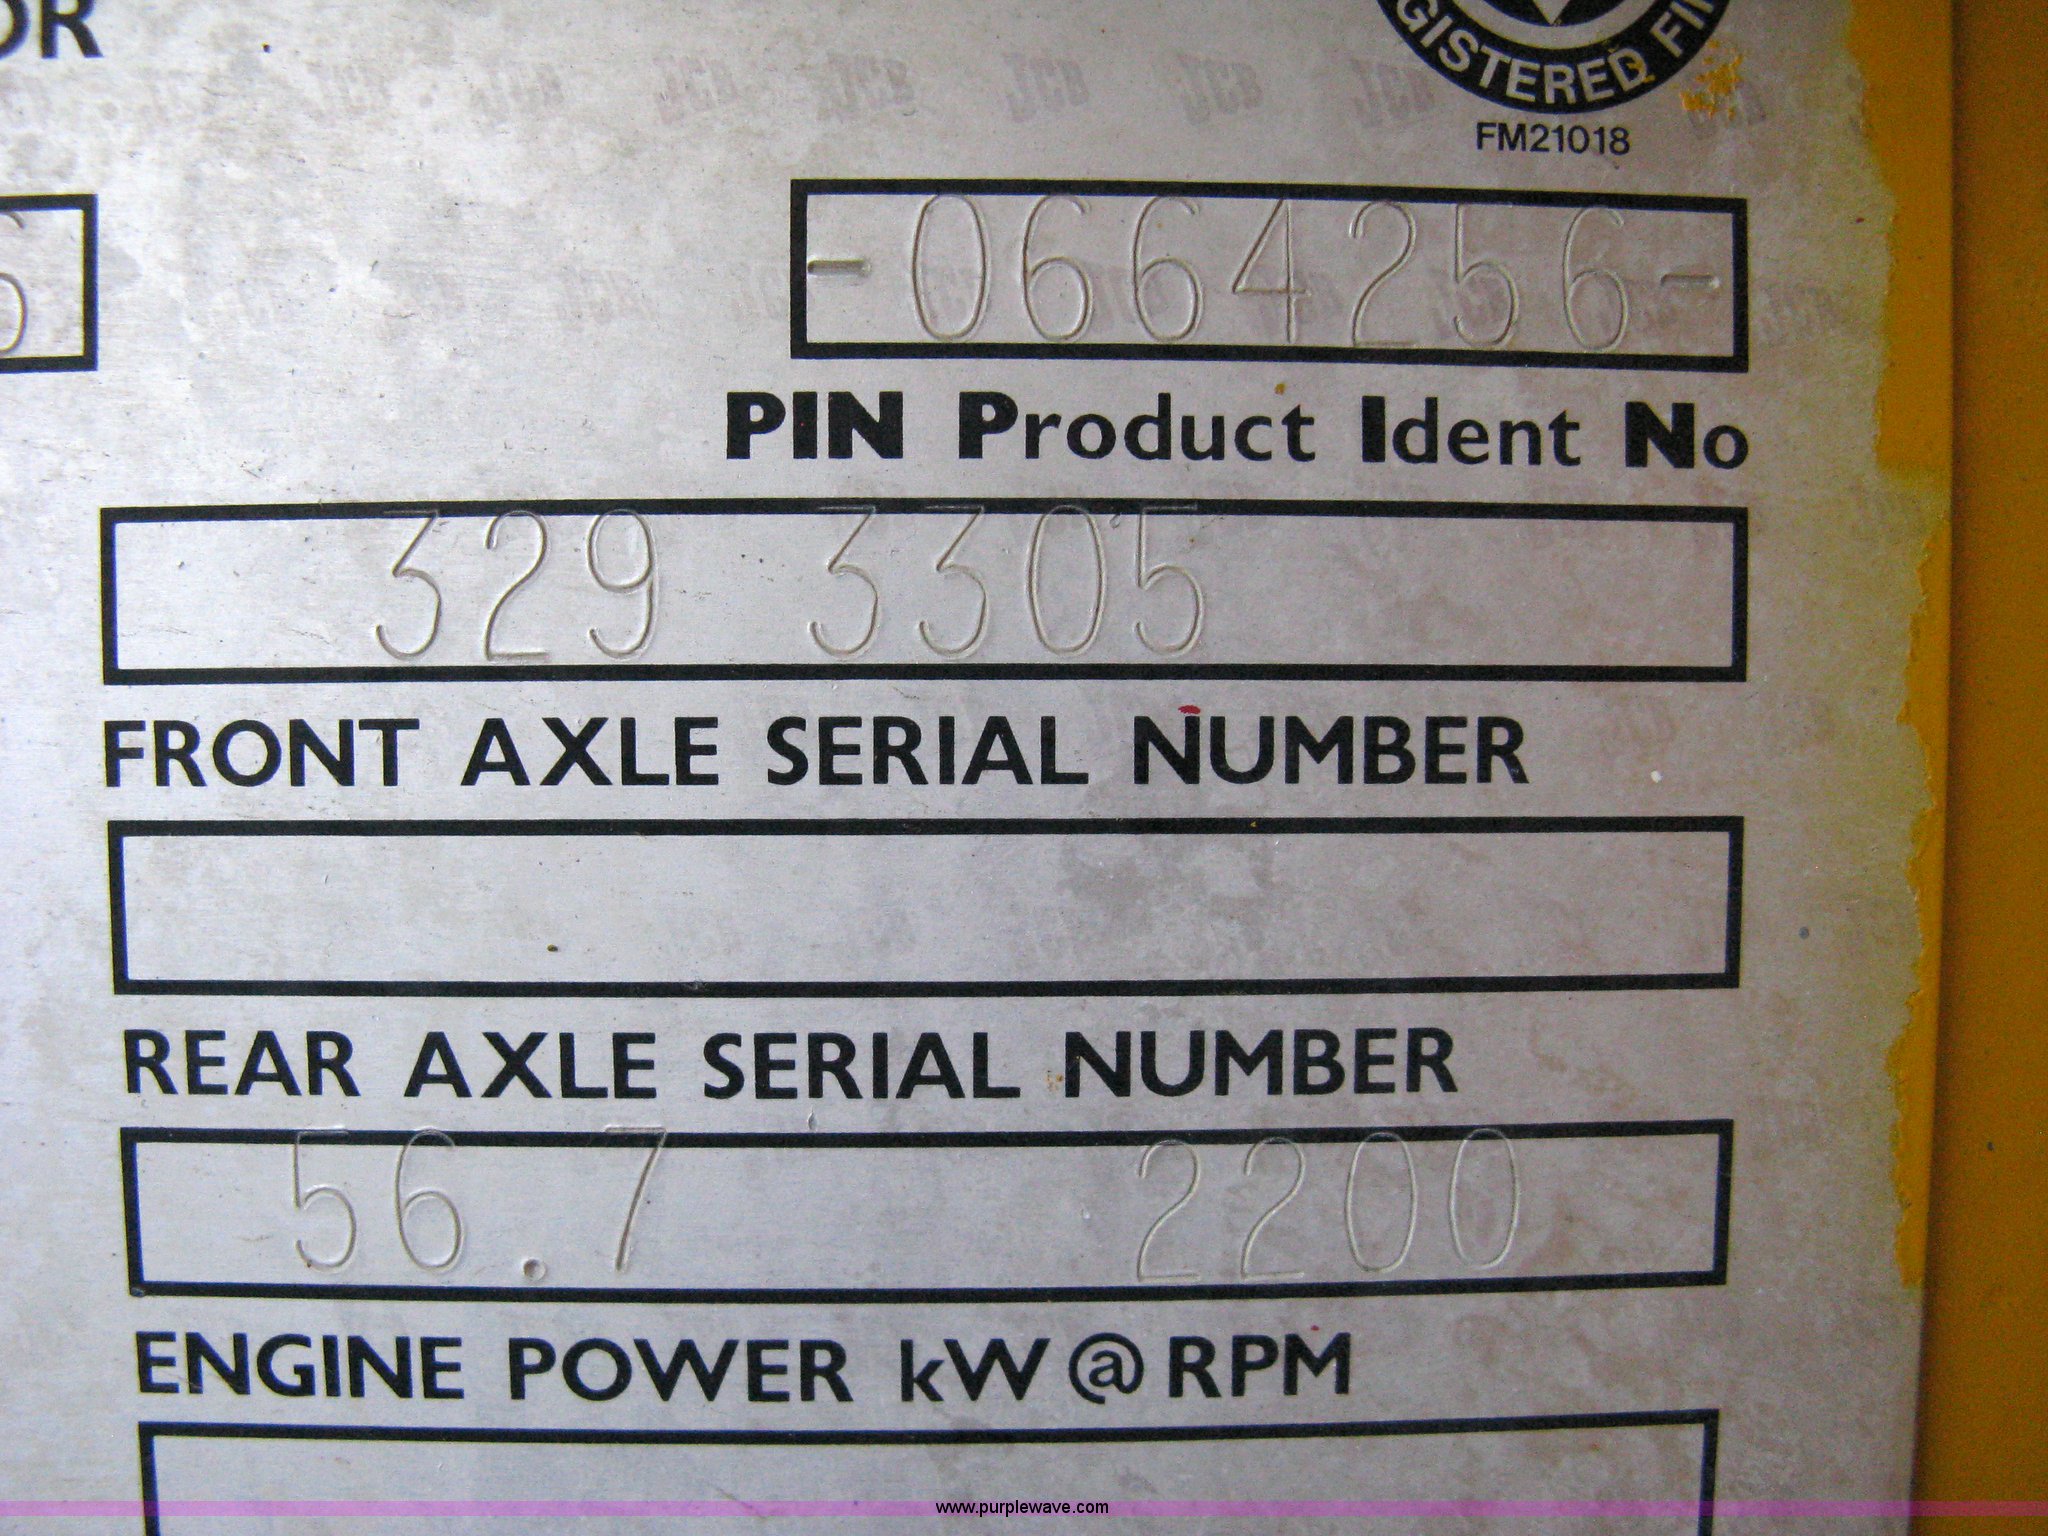 OR
GISTERED FI
FM21018
6
-0664256-
PIN Product Ident No
329 3305
FRONT AXLE SERIAL NUMBER
REAR AXLE SERIAL NUMBER
56.7 2200
ENGINE POWER kW@RPM
www.purplewave.com